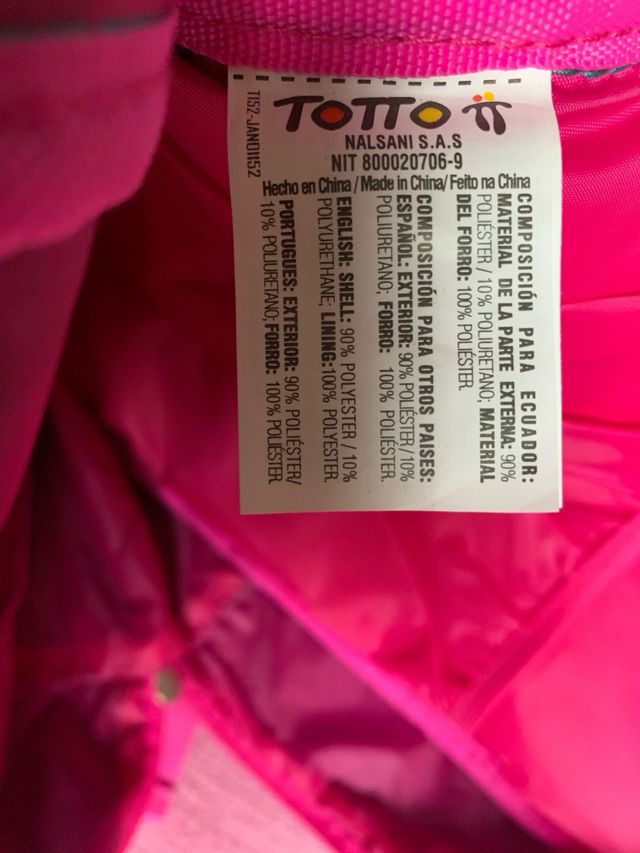 TOTTO
NALSANI S.A.S
NIT 800020706-9
Hecho en China / Made in China/ Feito na China
COMPOSICIÓN PARA ECUADOR:
MATERIAL DE LA PARTE EXTERNA: 90%
POLIÉSTER / 10% POLIURETANO; MATERIAL
DEL FORRO: 100% POLIÉSTER.
COMPOSICIÓN PARA OTROS PAISES:
ESPAÑOL: EXTERIOR: 90% POLIÉSTER/10%
POLIURETANO; FORRO: 100% POLIÉSTER.
ENGLISH: SHELL: 90% POLYESTER / 10%
POLYURETHANE; LINING:100% POLYESTER.
PORTUGUES: EXTERIOR: 90% POLIÉSTER/
10% POLIURETANO;FORRO: 100% POLIÉSTER.